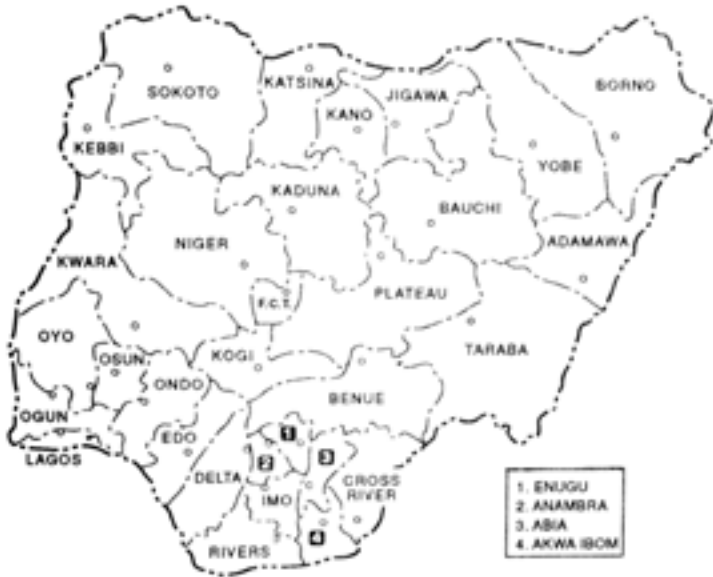 SOKOTO
KATSINA
BORNO
JIGAWA
KANO
KEBBI
YOBE
KADUNA
BAUCHI
NIGER
ADAMAWA
KWARA
F.C.T.
PLATEAU
OYO
TARABA
KOGI
OSUN
ONDO
BENUE
OGUN
1
EDO
LAGOS
2
3
DELTA
CROSS
RIVER
IMO
4
RIVERS
1. ENUGU
2. ANAMBRA
3. ABIA
4. AKWA IBOM